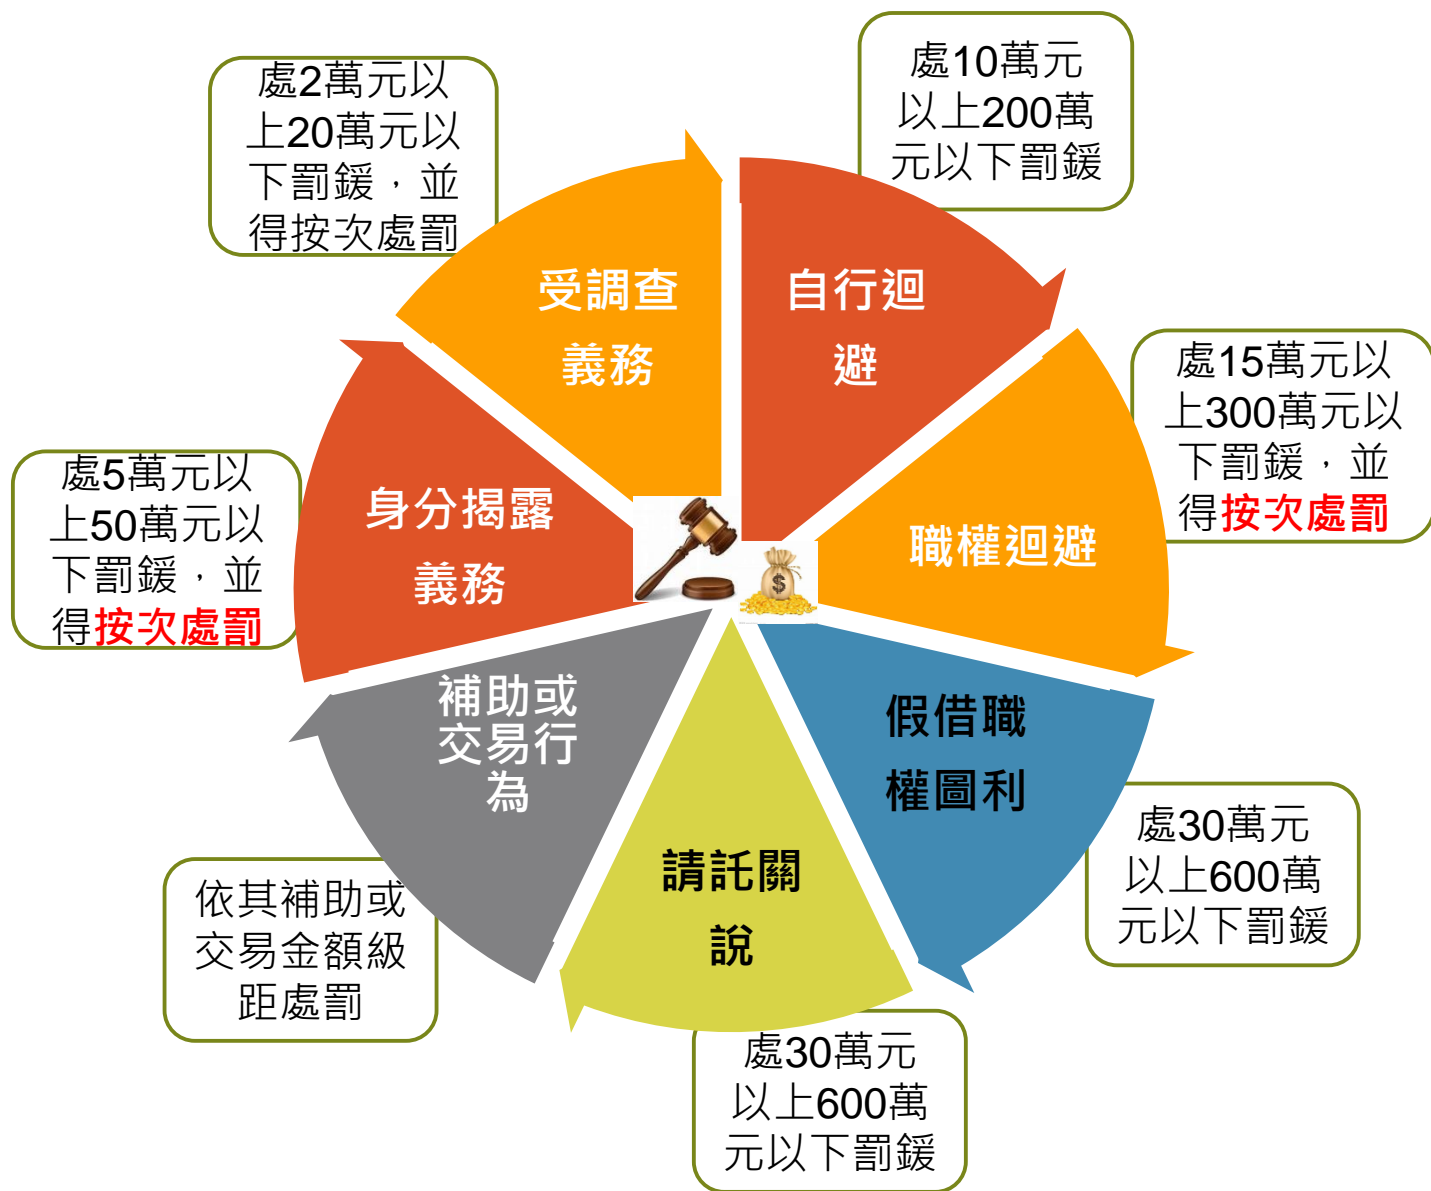 處10萬元
以上200萬
元以下罰鍰
自行迴
避
處15萬元以
上300萬元以
下罰鍰，並
得按次處罰
職權迴避
假借職
權圖利
處30萬元
以上600萬
元以下罰鍰
請託關
說
處30萬元
以上600萬
元以下罰鍰
補助或
交易行
為
依其補助或
交易金額級
距處罰
身分揭露
義務
處5萬元以
上50萬元以
下罰鍰，並
得按次處罰
受調查
義務
處2萬元以
上20萬元以
下罰鍰，並
得按次處罰
$